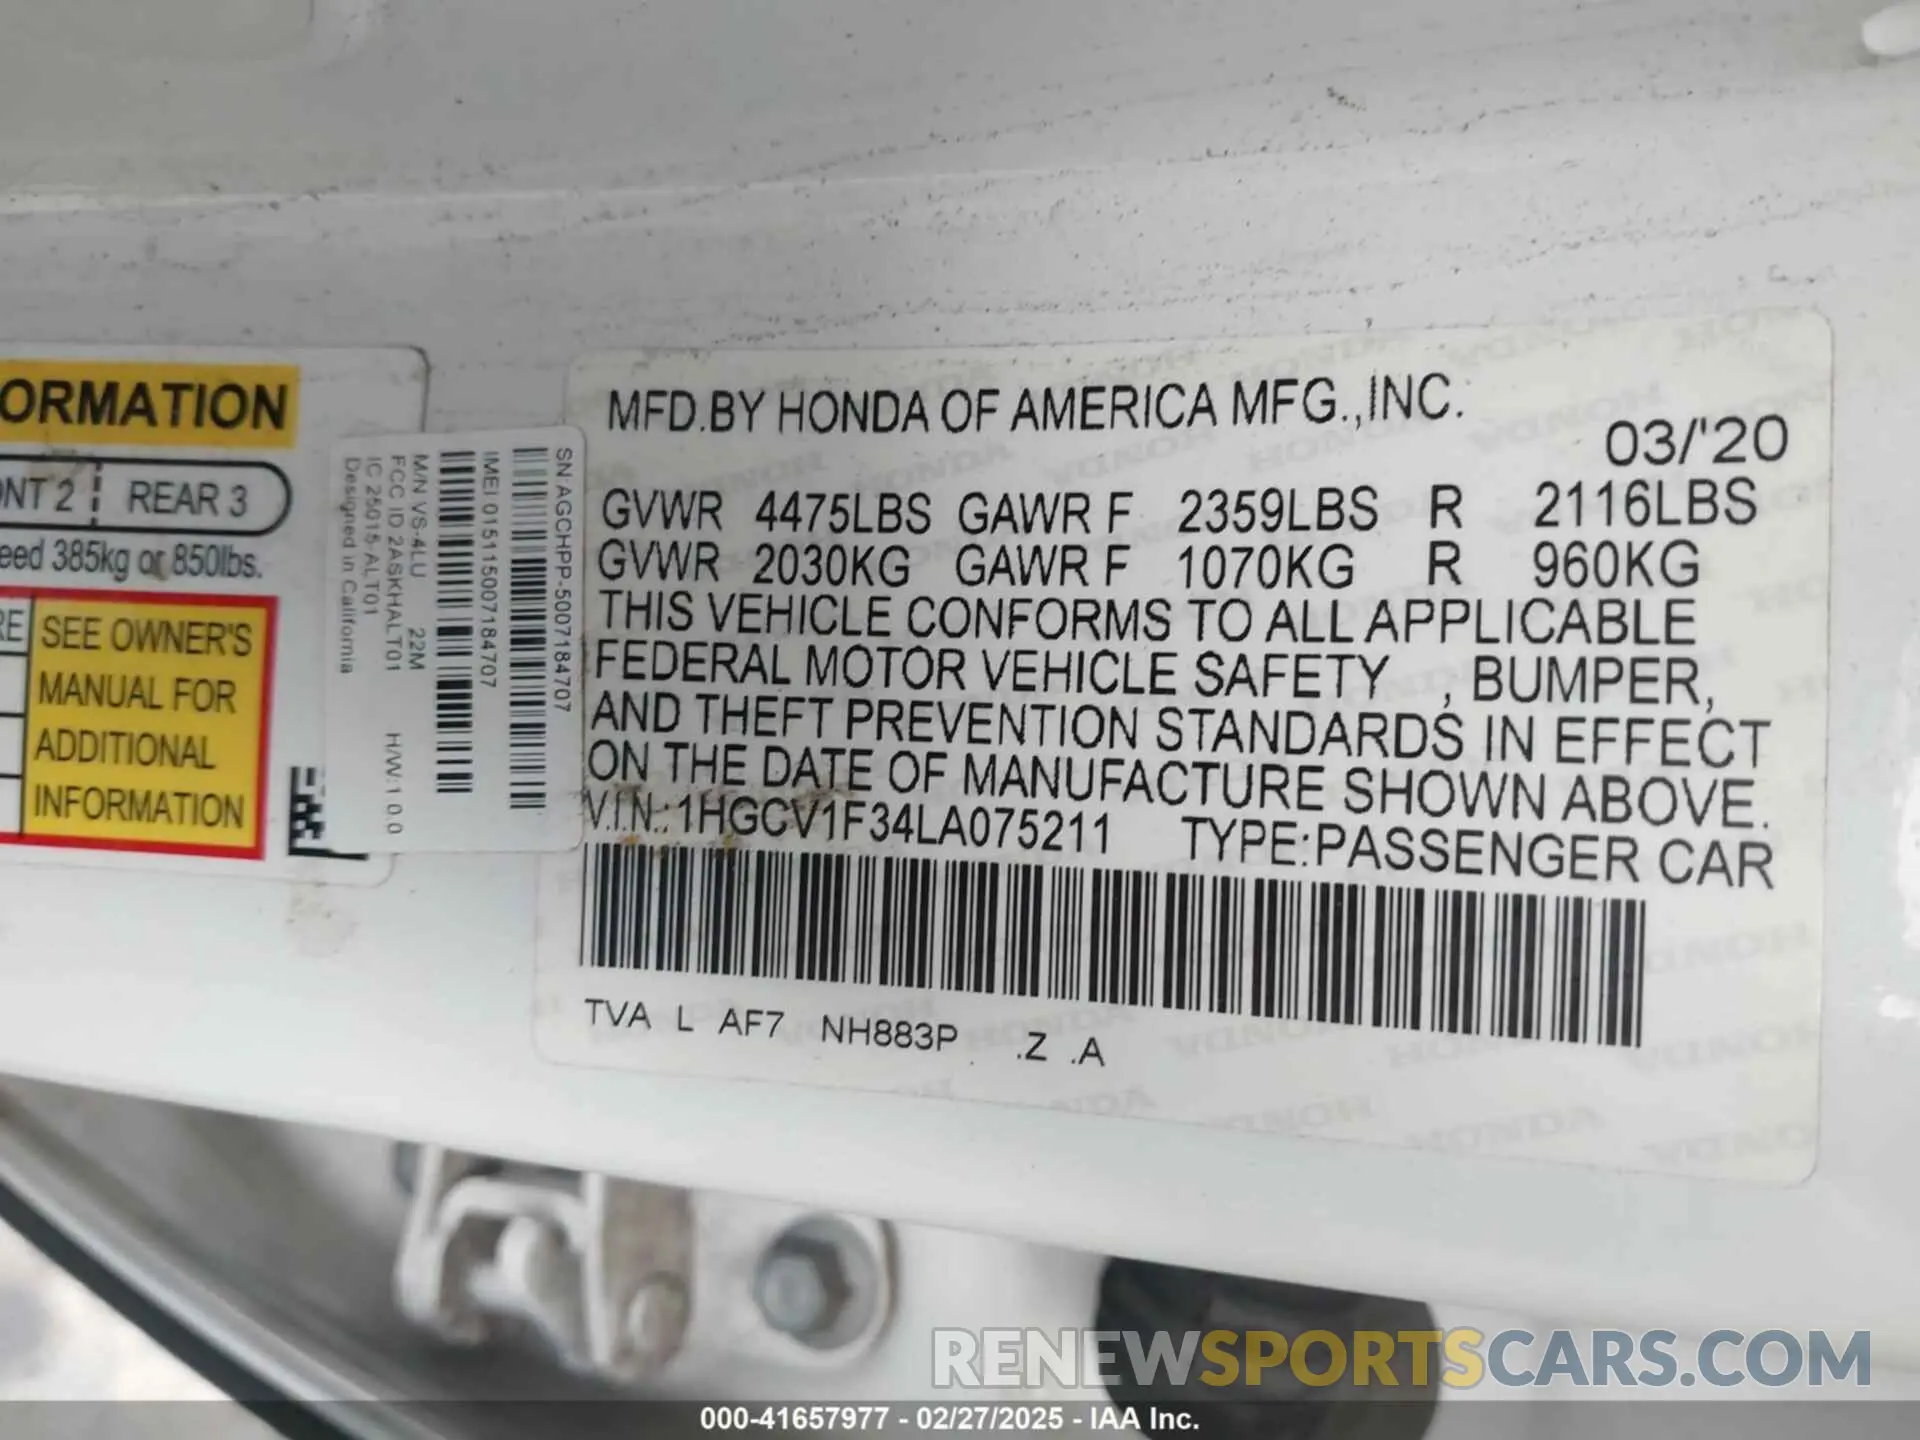 ORMATION
ONT 2 REAR 3
eed 385kg or 850lbs.
RE
SEE OWNER'S
MANUAL FOR
ADDITIONAL
INFORMATION
SN:AGCHPP-500718 4707
IMEI 015115007184707
M/N VS-4LU 22M
FCC ID 2ASKHALT01 H/W:1.0.0
IC 25015-ALT01
Designed in California
MFD.BY HONDA OF AMERICA MFG.,INC.
03/'20
GVWR 4475LBS GAWR F 2359LBS R 2116LBS
GVWR 2030KG GAWR F 1070KG R 960KG
THIS VEHICLE CONFORMS TO ALL APPLICABLE
FEDERAL MOTOR VEHICLE SAFETY , BUMPER,
AND THEFT PREVENTION STANDARDS IN EFFECT
ON THE DATE OF MANUFACTURE SHOWN ABOVE.
V.I.N.:1HGCV1F34LA075211 TYPE:PASSENGER CAR
TVA L AF7 NH883P .Z .A
RENEWSPORTSCARS.COM
000-41657977 - 02/27/2025 - IAA Inc.